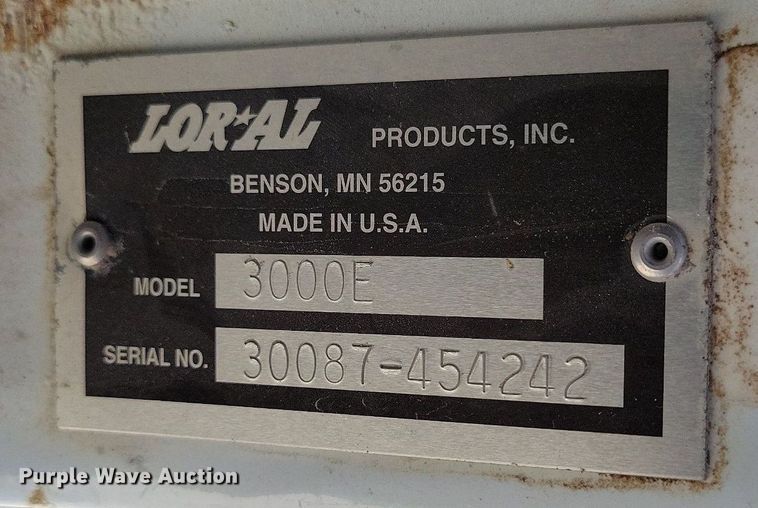 LOR★AL PRODUCTS, INC.
BENSON, MN 56215
MADE IN U.S.A.
MODEL 3000E
SERIAL NO. 30087-454242
Purple Wave Auction